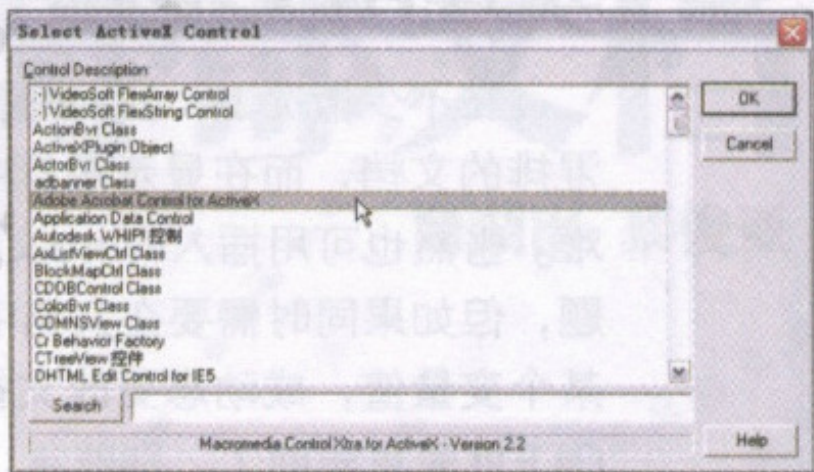 Select ActiveX Control
Control Description
:-) VideoSoft FlexArray Control
:-) VideoSoft FlexString Control
ActionBvr Class
ActiveXPlugin Object
ActorBvr Class
adbanner Class
Adobe Acrobat Control for ActiveX
Application Data Control
Autodesk WHIP! 控制
AxListViewCtrl Class
BlockMapCtrl Class
CDDBControl Class
ColorBvr Class
COMNSView Class
Cr Behavior Factory
CTreeView 控件
DHTML Edit Control for IE5
OK
Cancel
Search
Macromedia Control Xtra for ActiveX - Version 2.2
Help